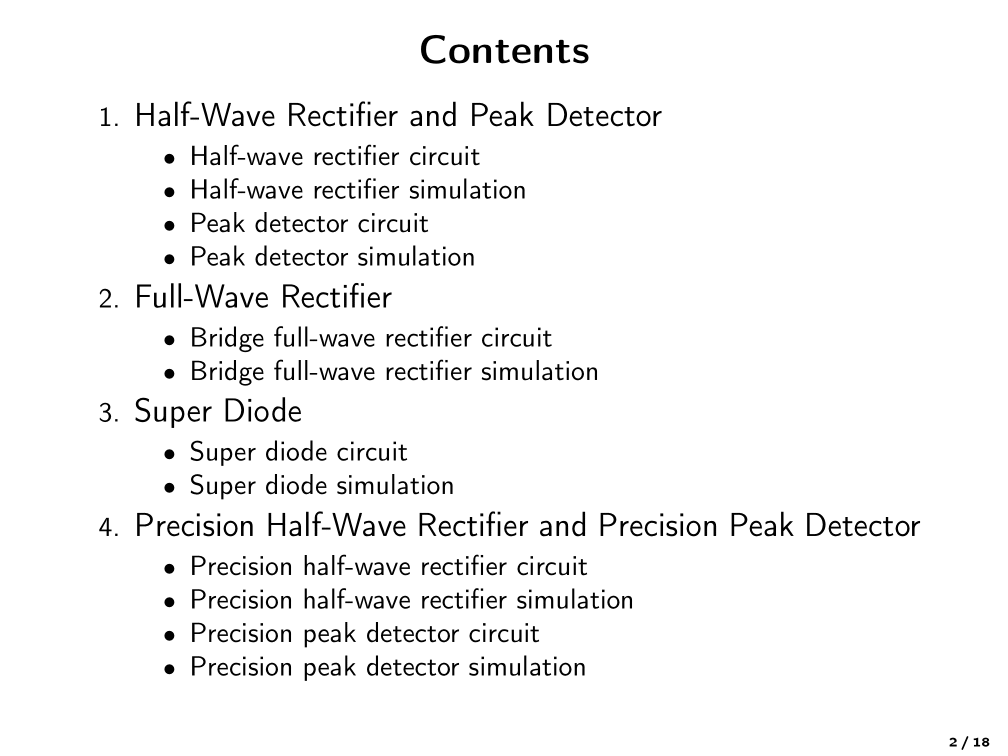 Contents
1. Half-Wave Rectifier and Peak Detector
• Half-wave rectifier circuit
• Half-wave rectifier simulation
• Peak detector circuit
• Peak detector simulation
2. Full-Wave Rectifier
• Bridge full-wave rectifier circuit
• Bridge full-wave rectifier simulation
3. Super Diode
• Super diode circuit
• Super diode simulation
4. Precision Half-Wave Rectifier and Precision Peak Detector
• Precision half-wave rectifier circuit
• Precision half-wave rectifier simulation
• Precision peak detector circuit
• Precision peak detector simulation
2 / 18